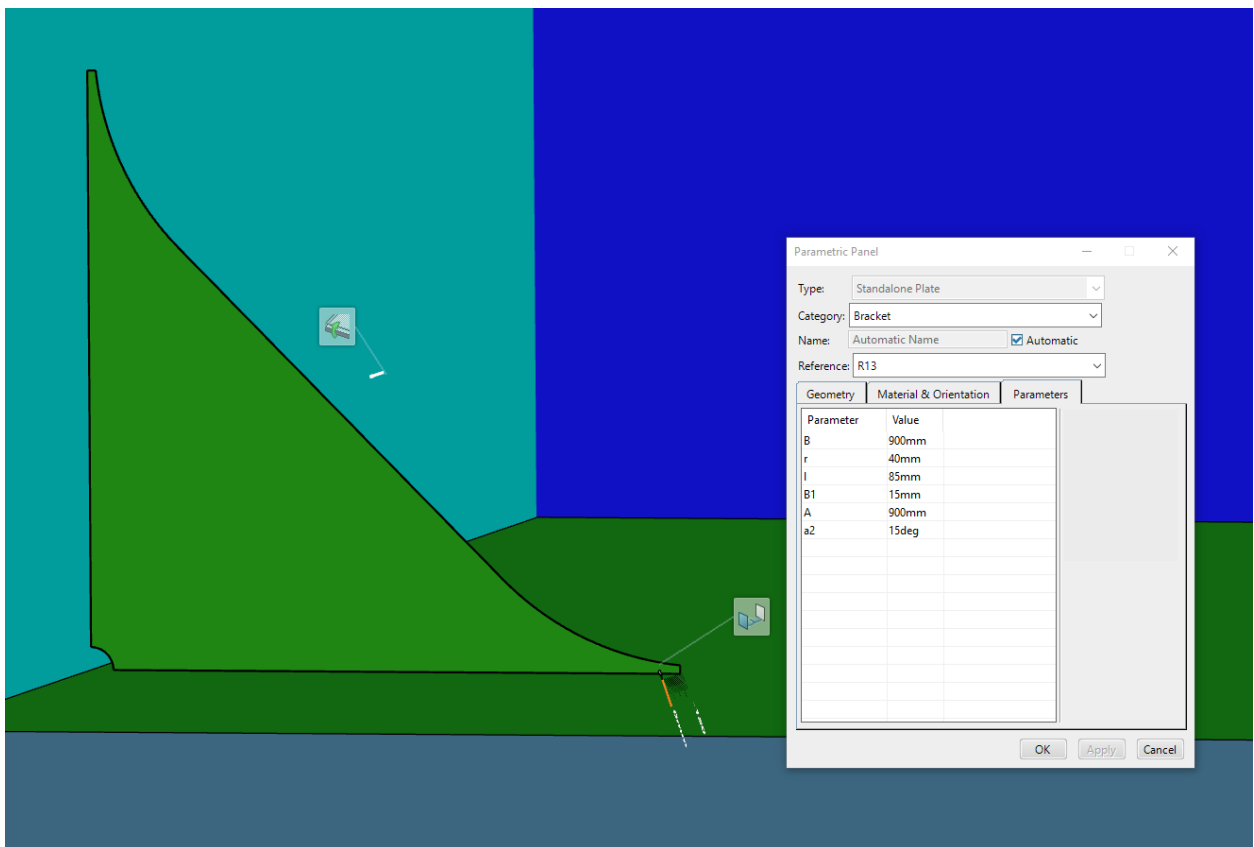 Parametric Panel
Type: Standalone Plate
Category: Bracket
Name: Automatic Name Automatic
Reference: R13
Geometry Material & Orientation Parameters
Parameter Value
B 900mm
r 40mm
l 85mm
B1 15mm
A 900mm
a2 15deg
OK Apply Cancel